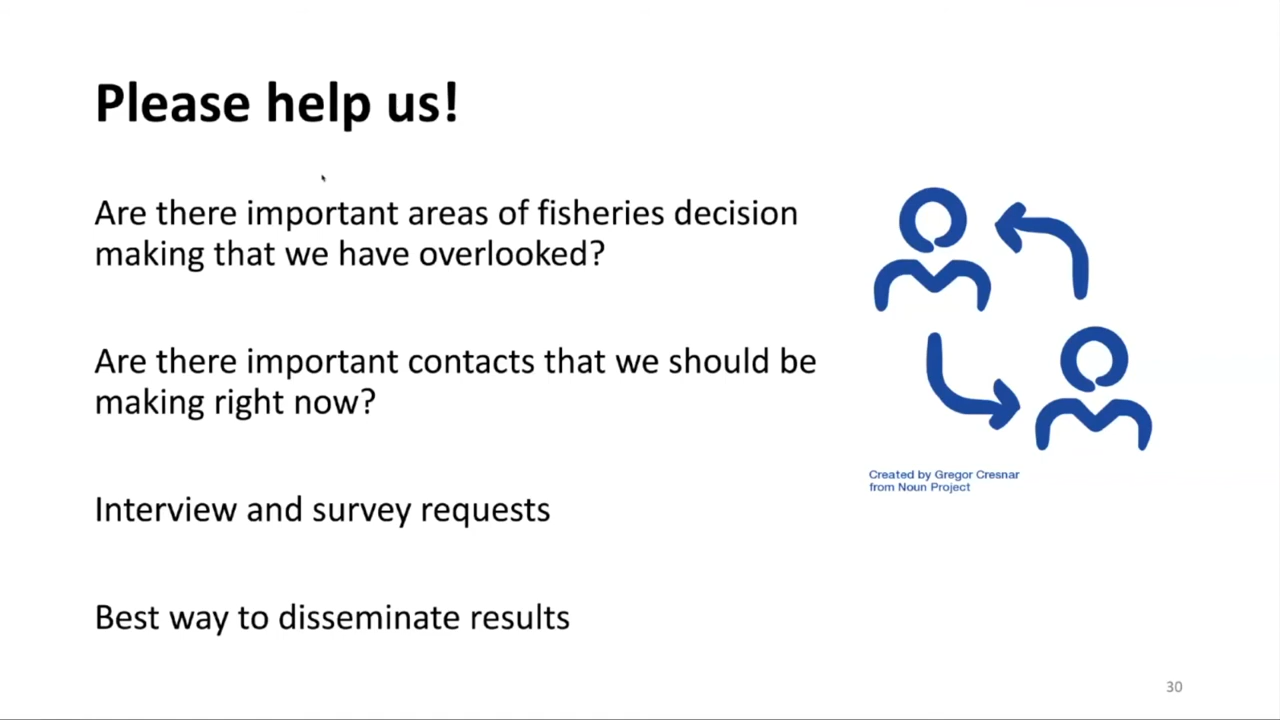 Please help us!
Are there important areas of fisheries decision
making that we have overlooked?
Are there important contacts that we should be
making right now?
Interview and survey requests
Best way to disseminate results
Created by Gregor Cresnar
from Noun Project
30